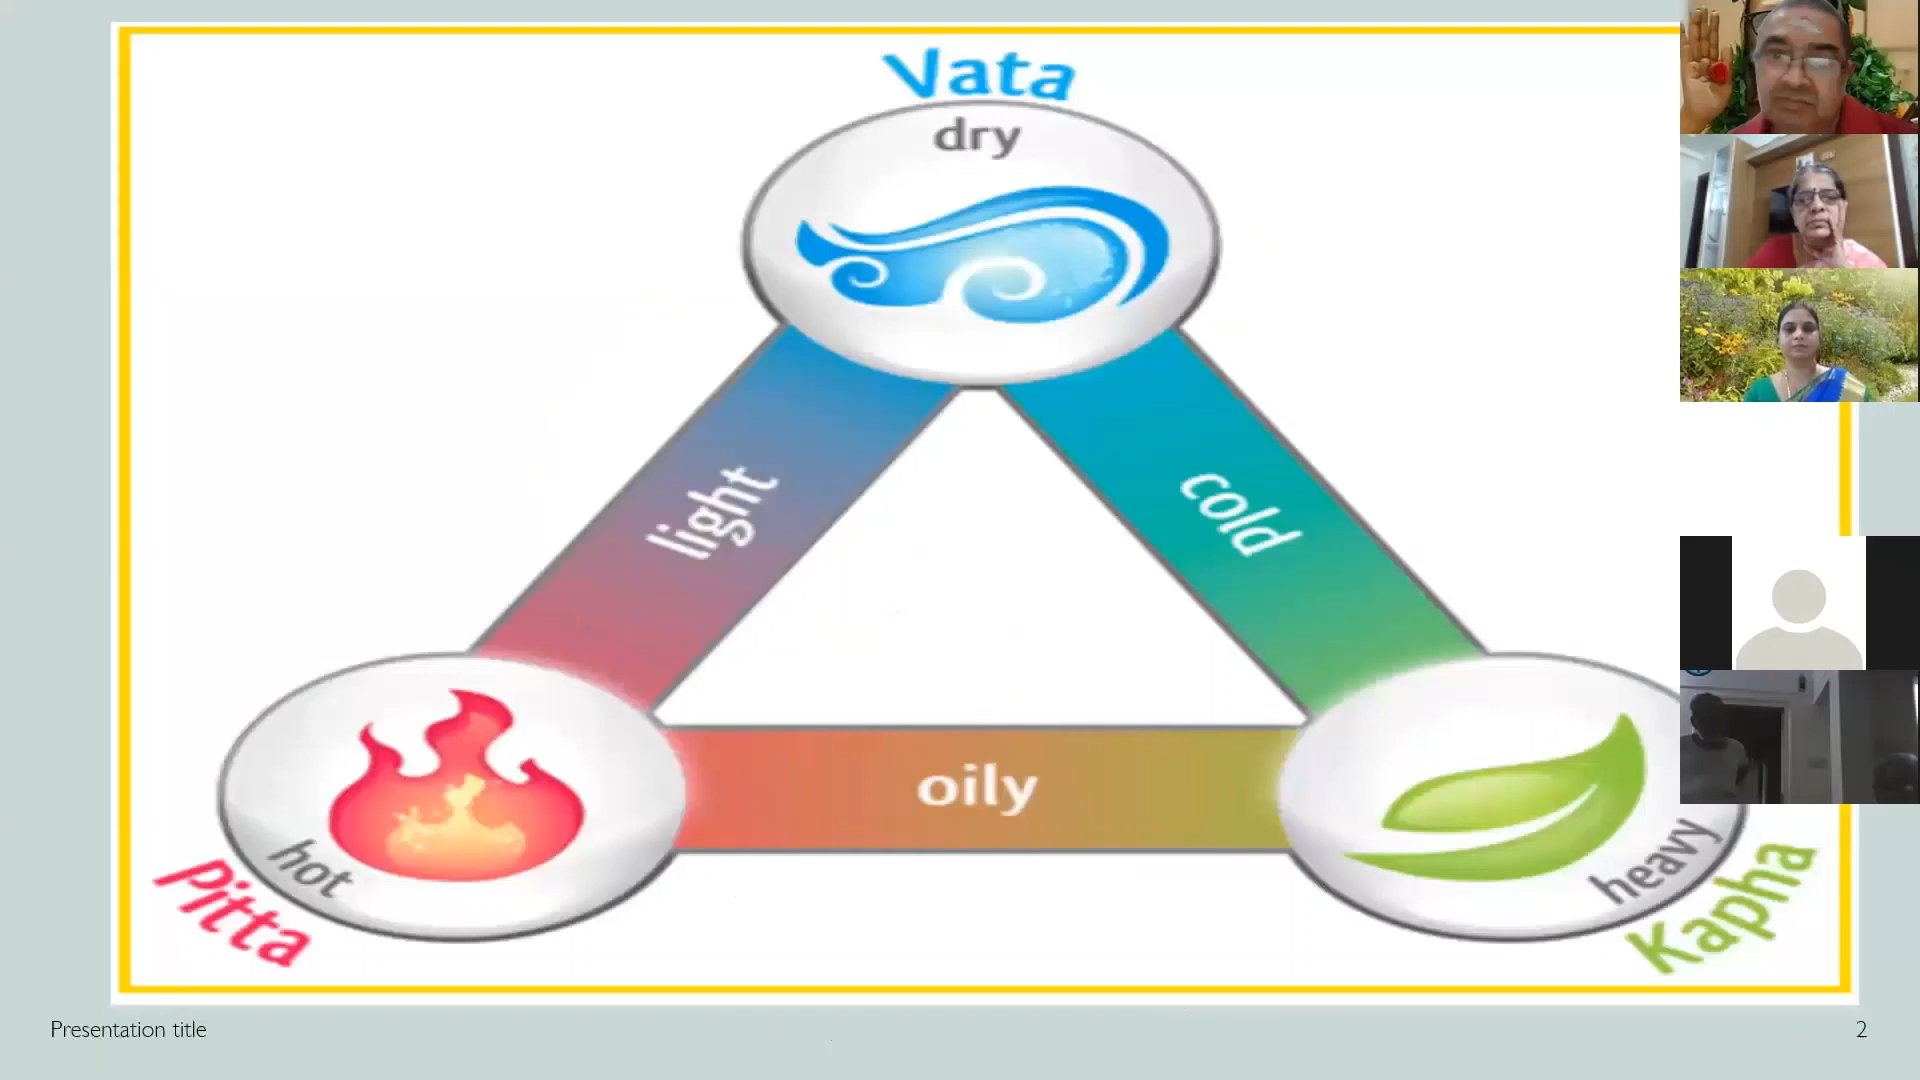 Vata
dry
light
cold
oily
hot
Pitta
heavy
Kapha
Presentation title
2